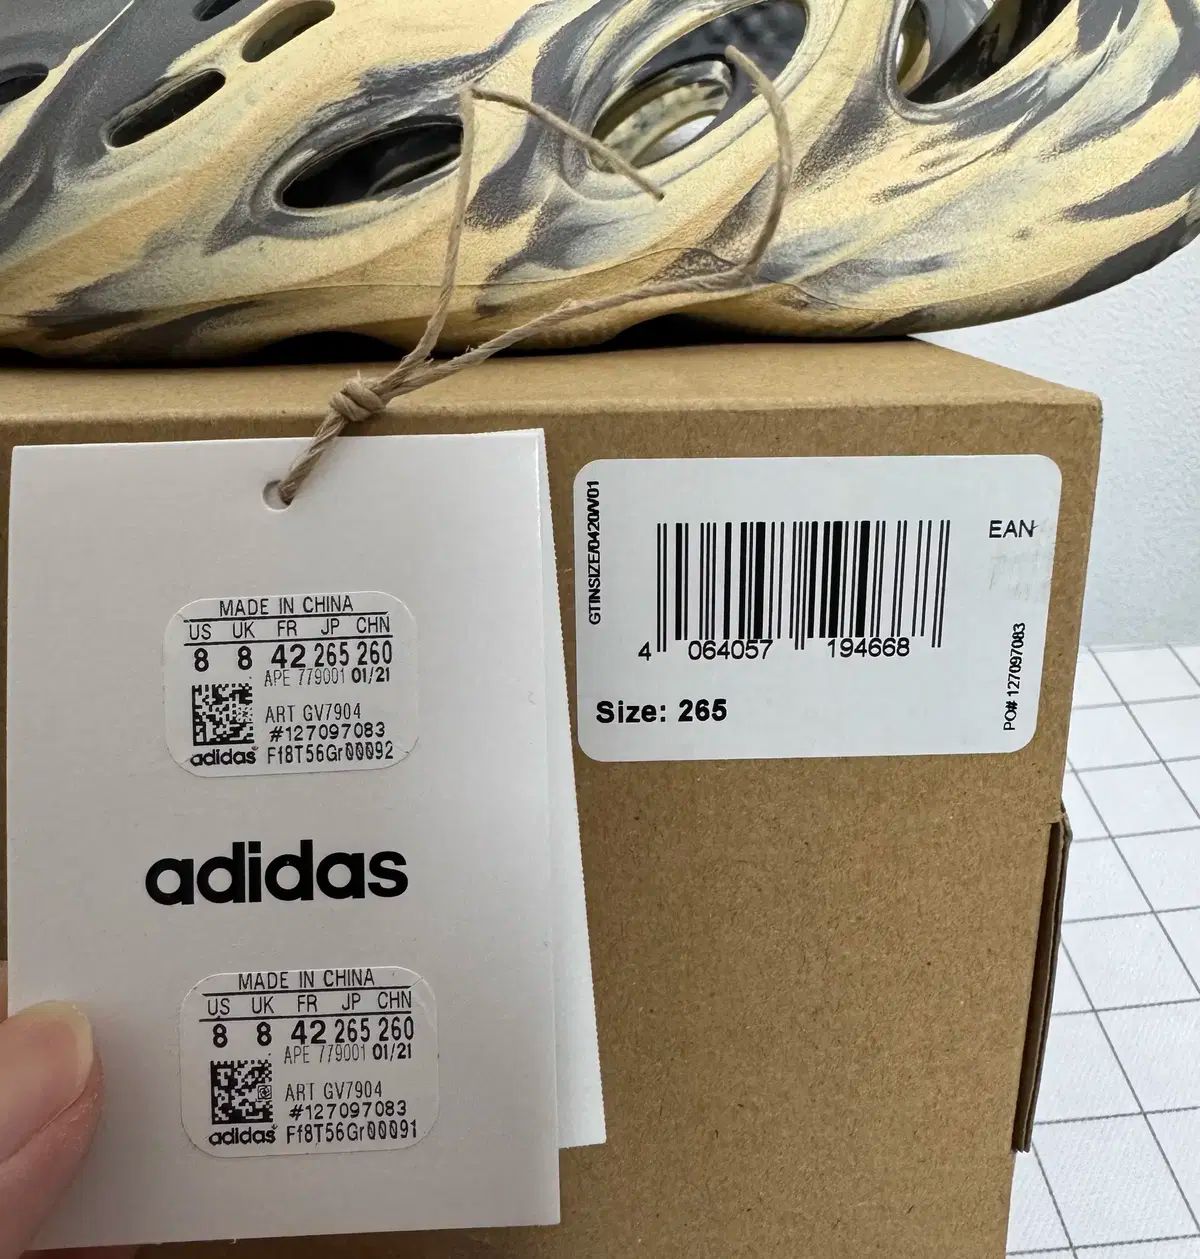 MADE IN CHINA
US UK FR JP CHN
8 8 42 265 260
APE 779001 01/21
ART GV7904
#127097083
adidas F18T56Gr00092
adidas
MADE IN CHINA
US UK FR JP CHN
8 8 42 265 260
APE 779001 01/21
ART GV7904
#127097083
adidas Ff8T56Gr00091
GTINSIZE/0420/V01
EAN
4 064057 194668
Size: 265
PO# 127097083